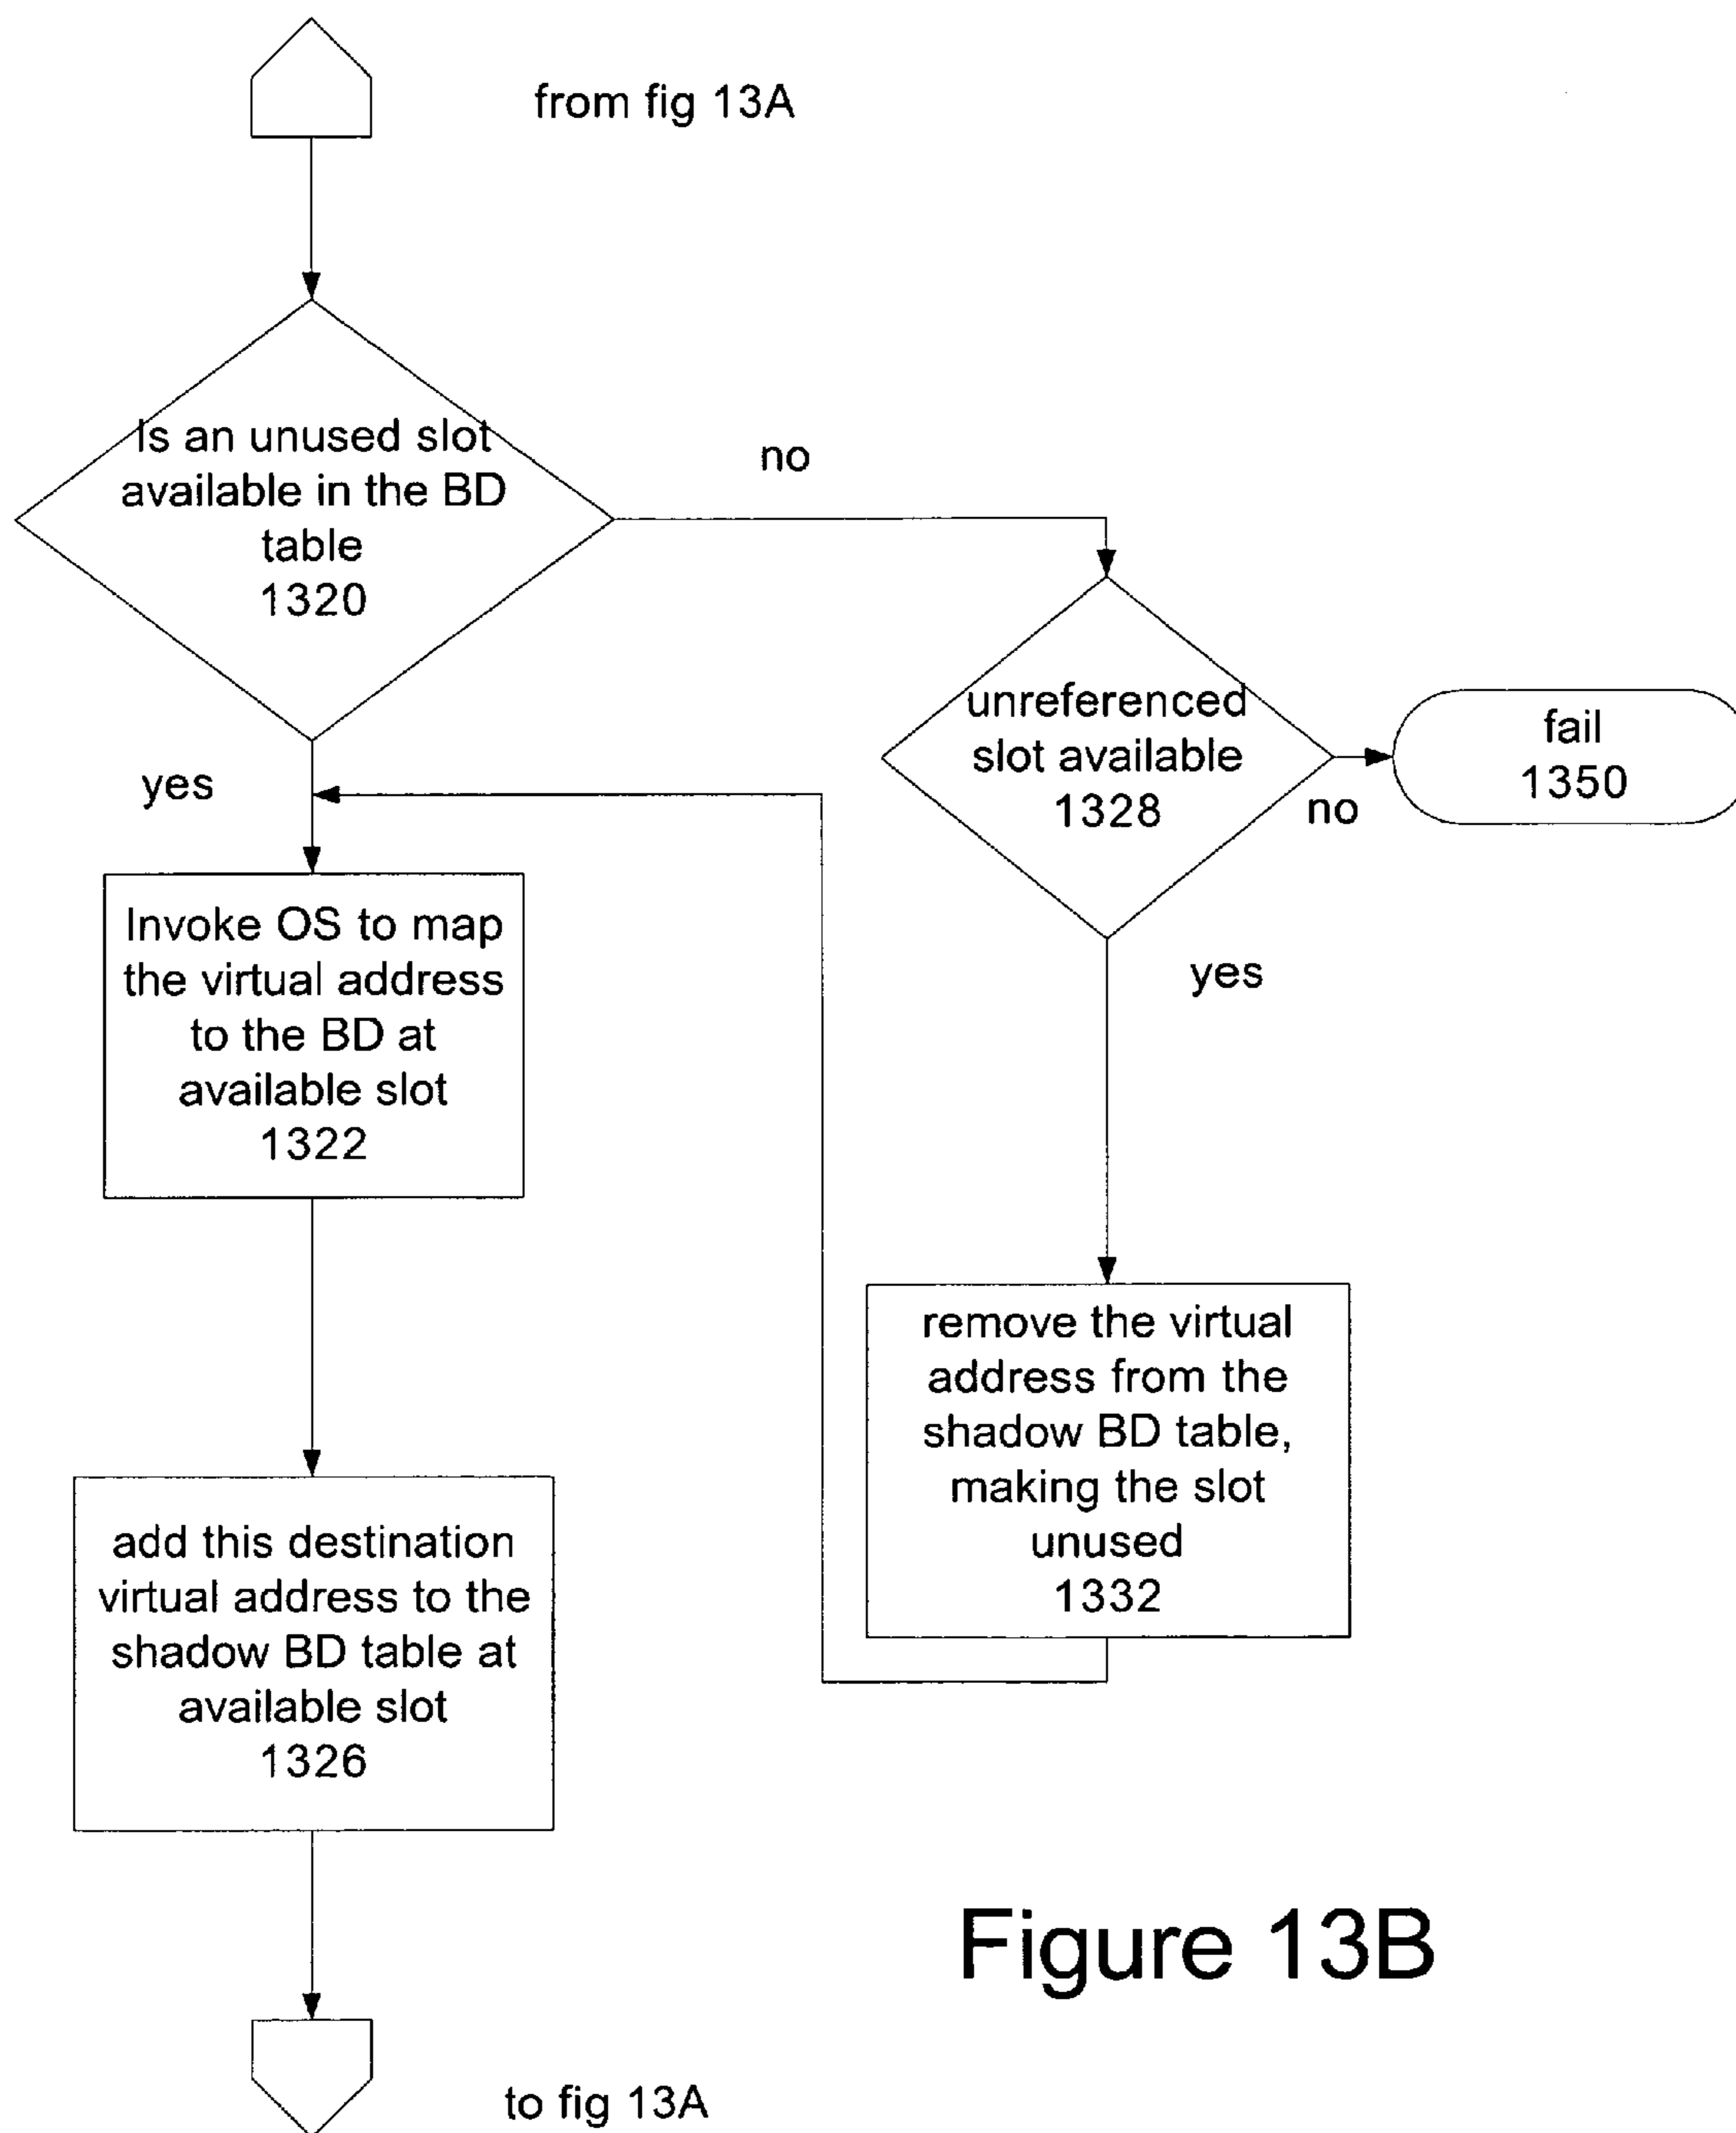 from fig 13A
Is an unused slot
available in the BD
table
1320
no
yes
unreferenced
slot available
1328
no
fail
1350
yes
Invoke OS to map
the virtual address
to the BD at
available slot
1322
remove the virtual
address from the
shadow BD table,
making the slot
unused
1332
add this destination
virtual address to the
shadow BD table at
available slot
1326
Figure 13B
to fig 13A